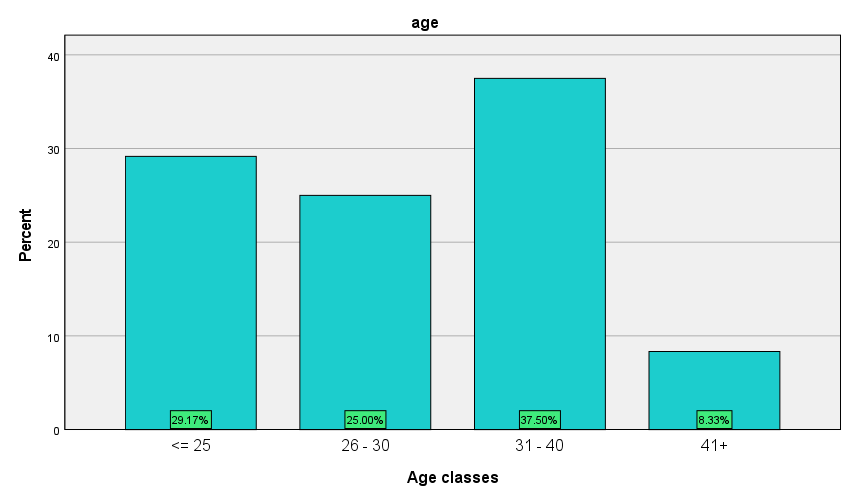 age
40
30
20
10
0
Percent
29.17%
25.00%
37.50%
8.33%
<= 25
26 - 30
31 - 40
41+
Age classes